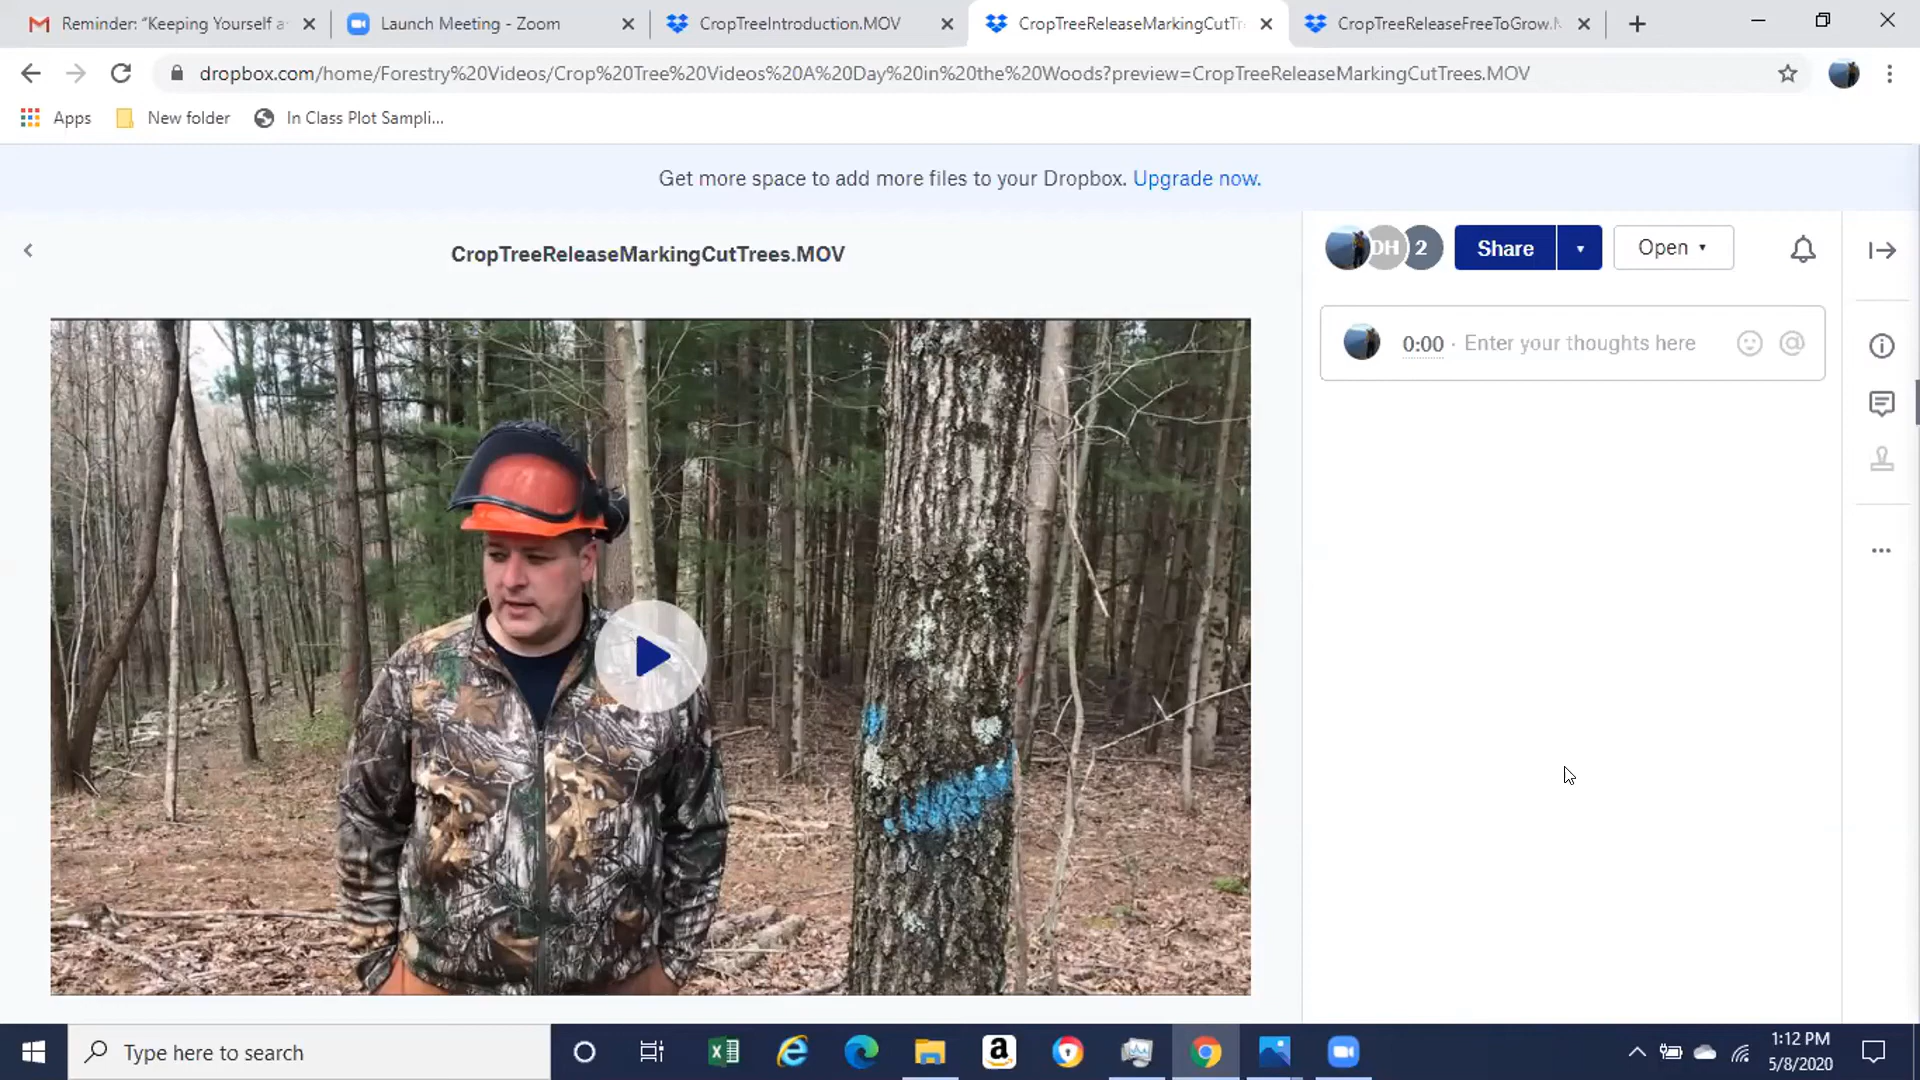 Reminder: "Keeping Yourself a
Launch Meeting - Zoom
CropTreeIntroduction.MOV
CropTreeReleaseMarkingCutTr
CropTreeReleaseFreeToGrow.M
dropbox.com/home/Forestry%20Videos/Crop%20Tree%20Videos%20A%20Day%20in%20the%20Woods?preview=CropTreeReleaseMarkingCutTrees.MOV
Apps
New folder
In Class Plot Sampli...
Get more space to add more files to your Dropbox. Upgrade now.
CropTreeReleaseMarkingCutTrees.MOV
DH
2
Share
Open
0:00 · Enter your thoughts here
Type here to search
1:12 PM
5/8/2020